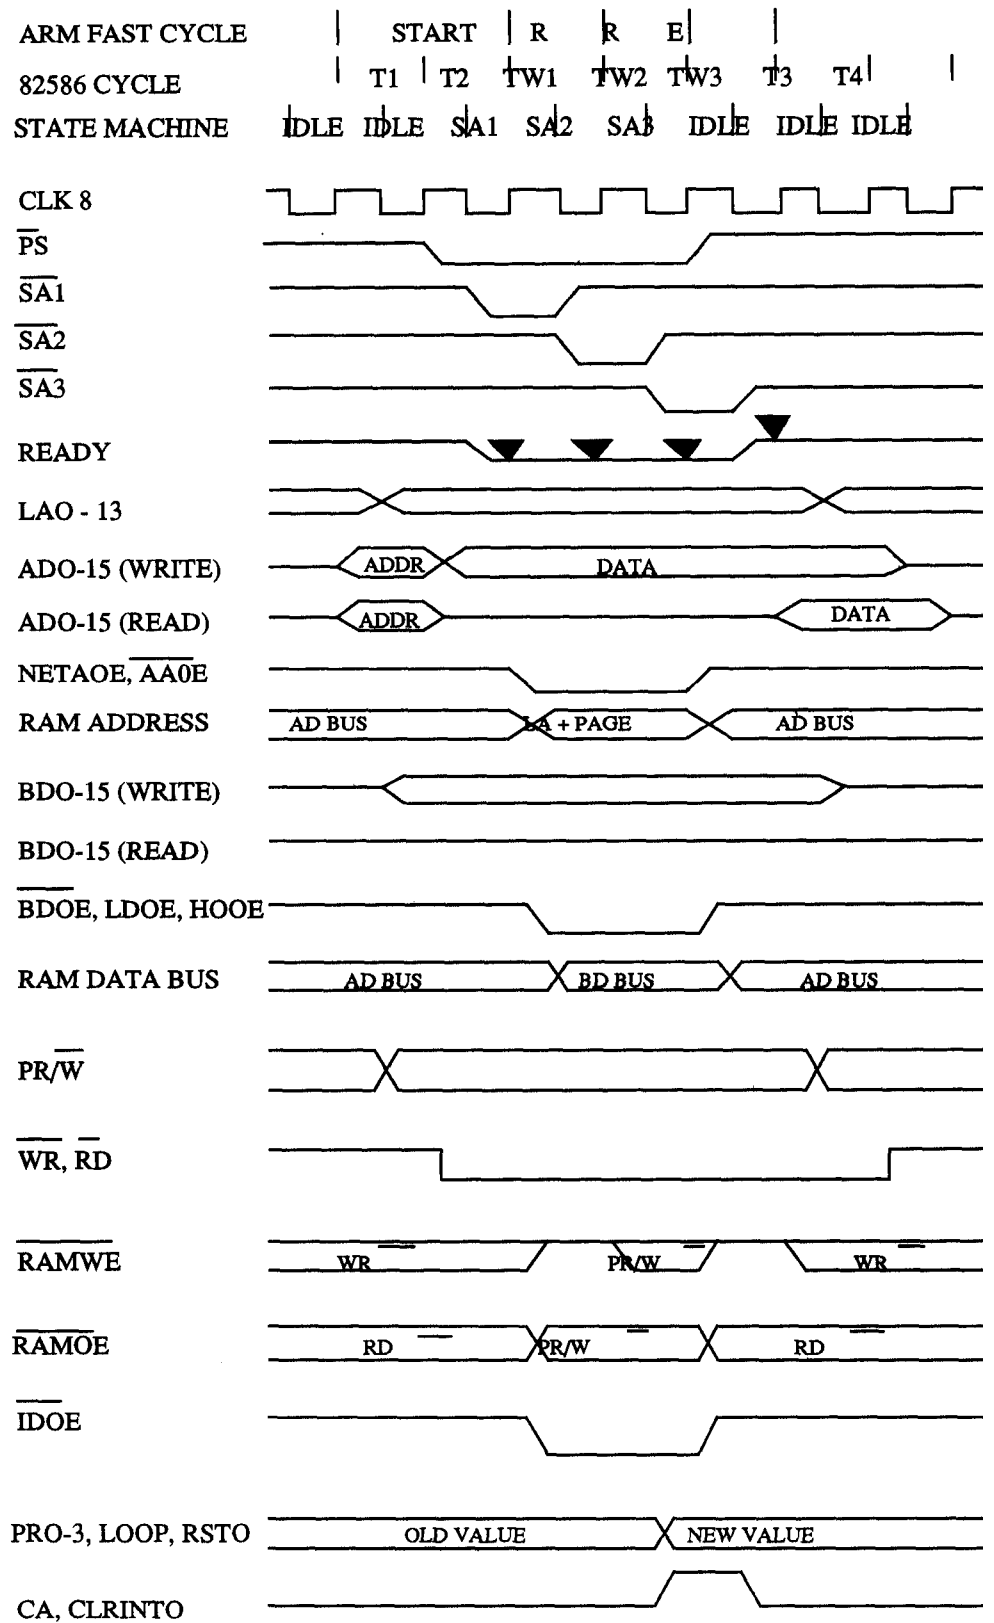 ARM FAST CYCLE START R R E
82586 CYCLE T1 T2 TW1 TW2 TW3 T3 T4
STATE MACHINE IDLE IDLE SA1 SA2 SA3 IDLE IDLE IDLE
CLK 8
PS
SA1
SA2
SA3
READY
LAO - 13
ADO-15 (WRITE) ADDR DATA
ADO-15 (READ) ADDR DATA
NETAOE, AA0E
RAM ADDRESS AD BUS LA + PAGE AD BUS
BDO-15 (WRITE)
BDO-15 (READ)
BDOE, LDOE, HOOE
RAM DATA BUS AD BUS BD BUS AD BUS
PR/W
WR, RD
RAMWE WR PR/W WR
RAMOE RD PR/W RD
IDOE
PRO-3, LOOP, RSTO OLD VALUE NEW VALUE
CA, CLRINTO